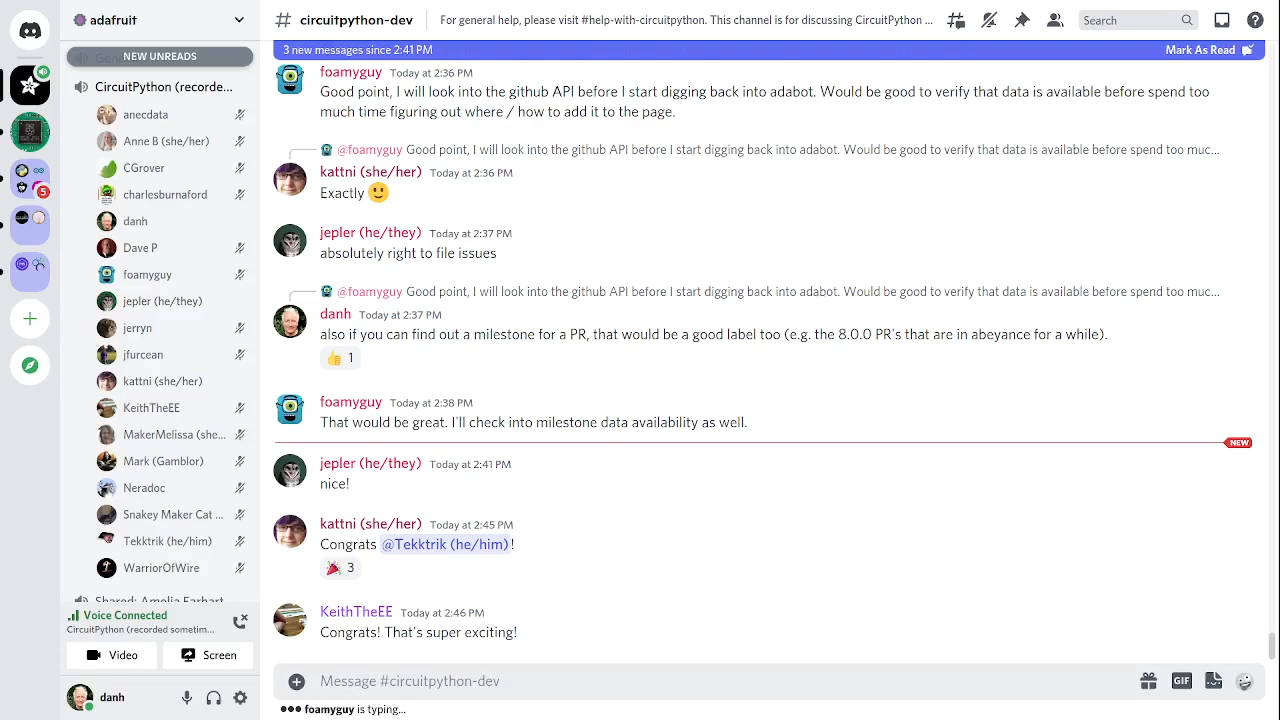 adafruit
NEW UNREADS
CircuitPython (recorde...
anecdata
Anne B (she/her)
CGrover
charlesburnaford
danh
Dave P
foamyguy
jepler (he/they)
jerryn
jfurcean
kattni (she/her)
KeithTheEE
MakerMelissa (she...
Mark (Gamblor)
Neradoc
Snakey Maker Cat ...
Tekktrik (he/him)
WarriorOfWire
Shared: Amelia Earhart
Voice Connected
CircuitPython (recorded sometim...
Video
Screen
danh
5
circuitpython-dev
For general help, please visit #help-with-circuitpython. This channel is for discussing CircuitPython ...
Search
3 new messages since 2:41 PM
Mark As Read
foamyguy Today at 2:36 PM
Good point, I will look into the github API before I start digging back into adabot. Would be good to verify that data is available before spend too
much time figuring out where / how to add it to the page.
@foamyguy Good point, I will look into the github API before I start digging back into adabot. Would be good to verify that data is available before spend too muc...
kattni (she/her) Today at 2:36 PM
Exactly 🙂
jepler (he/they) Today at 2:37 PM
absolutely right to file issues
@foamyguy Good point, I will look into the github API before I start digging back into adabot. Would be good to verify that data is available before spend too muc...
danh Today at 2:37 PM
also if you can find out a milestone for a PR, that would be a good label too (e.g. the 8.0.0 PR's that are in abeyance for a while).
👍 1
foamyguy Today at 2:38 PM
That would be great. I'll check into milestone data availability as well.
NEW
jepler (he/they) Today at 2:41 PM
nice!
kattni (she/her) Today at 2:45 PM
Congrats @Tekktrik (he/him)!
🎉 3
KeithTheEE Today at 2:46 PM
Congrats! That's super exciting!
Message #circuitpython-dev
GIF
foamyguy is typing...